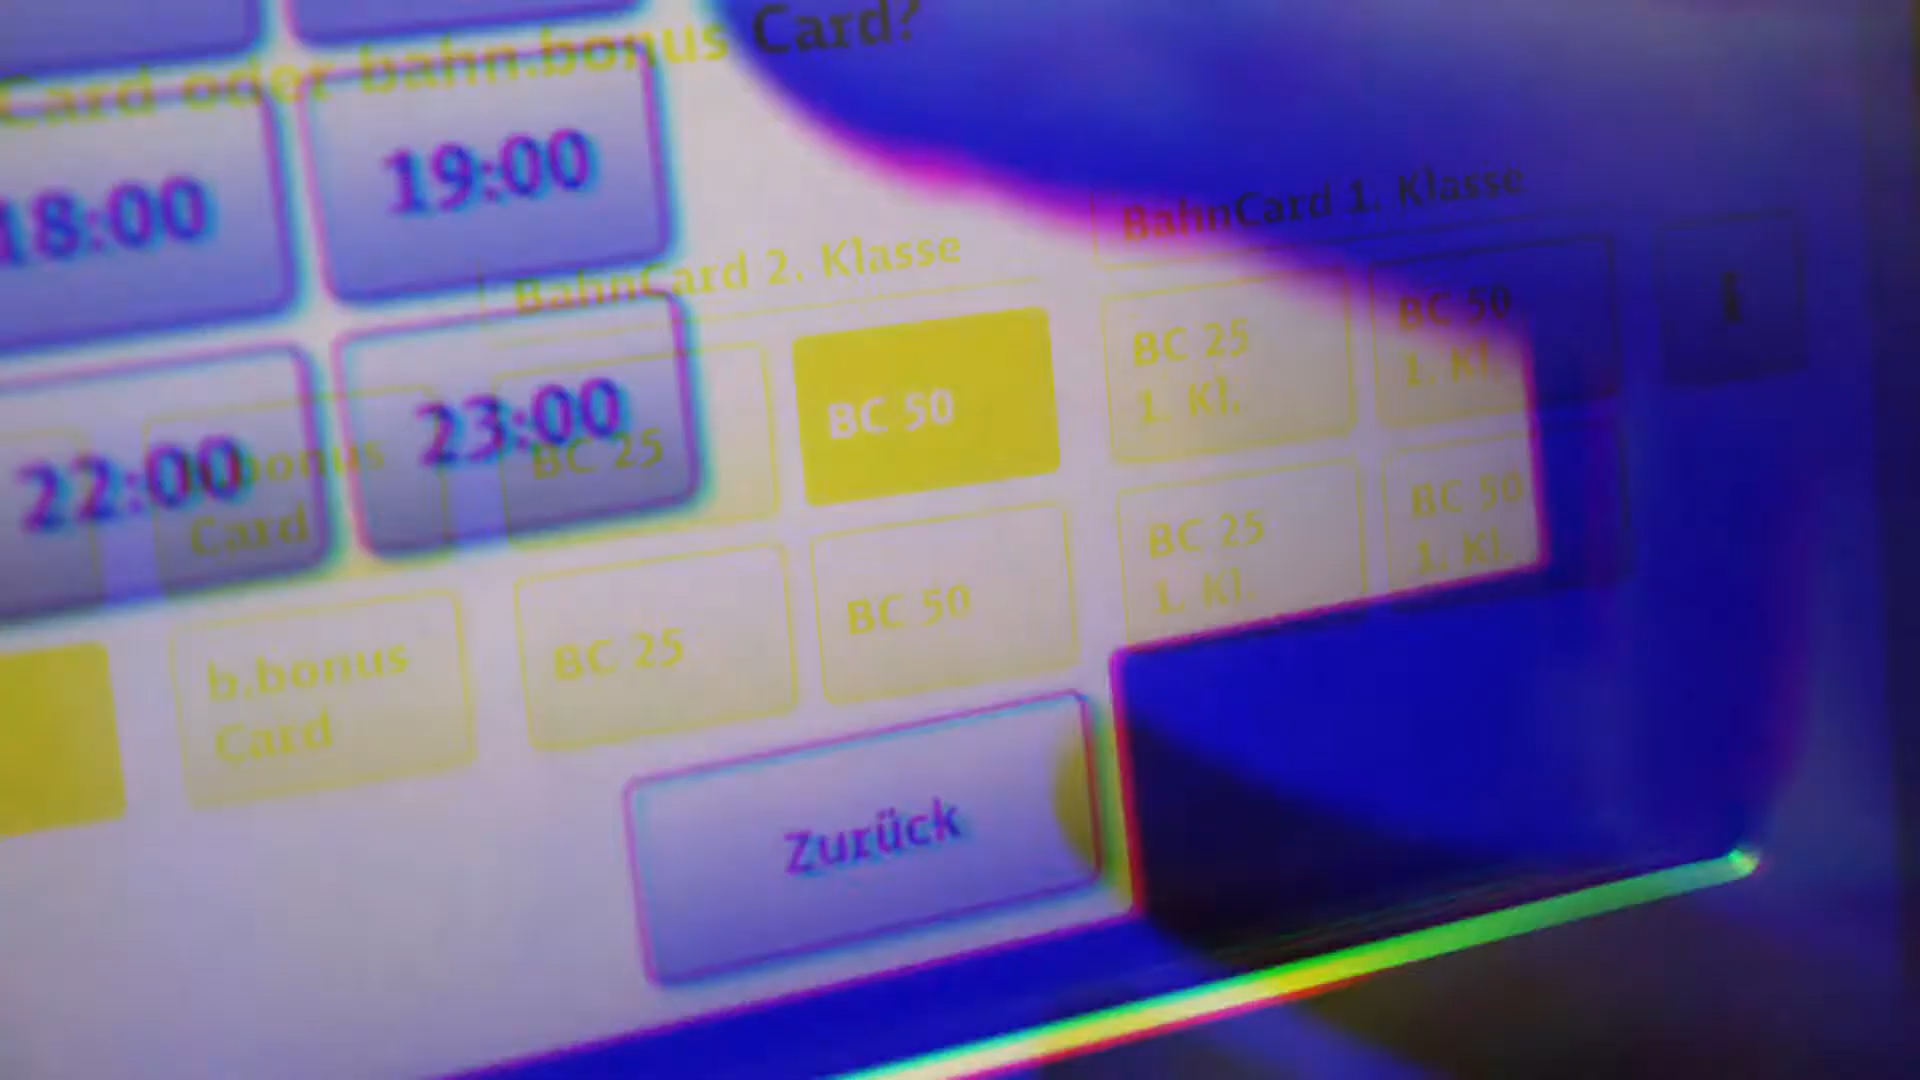 Card oder bahn.bonus Card?
18:00
19:00
22:00
23:00
BahnCard 2. Klasse
BahnCard 1. Klasse
b.bonus
Card
BC 25
BC 50
BC 25
1. Kl.
BC 50
1. Kl.
b.bonus
Card
BC 25
BC 50
BC 25
1. Kl.
BC 50
1. Kl.
Zurück